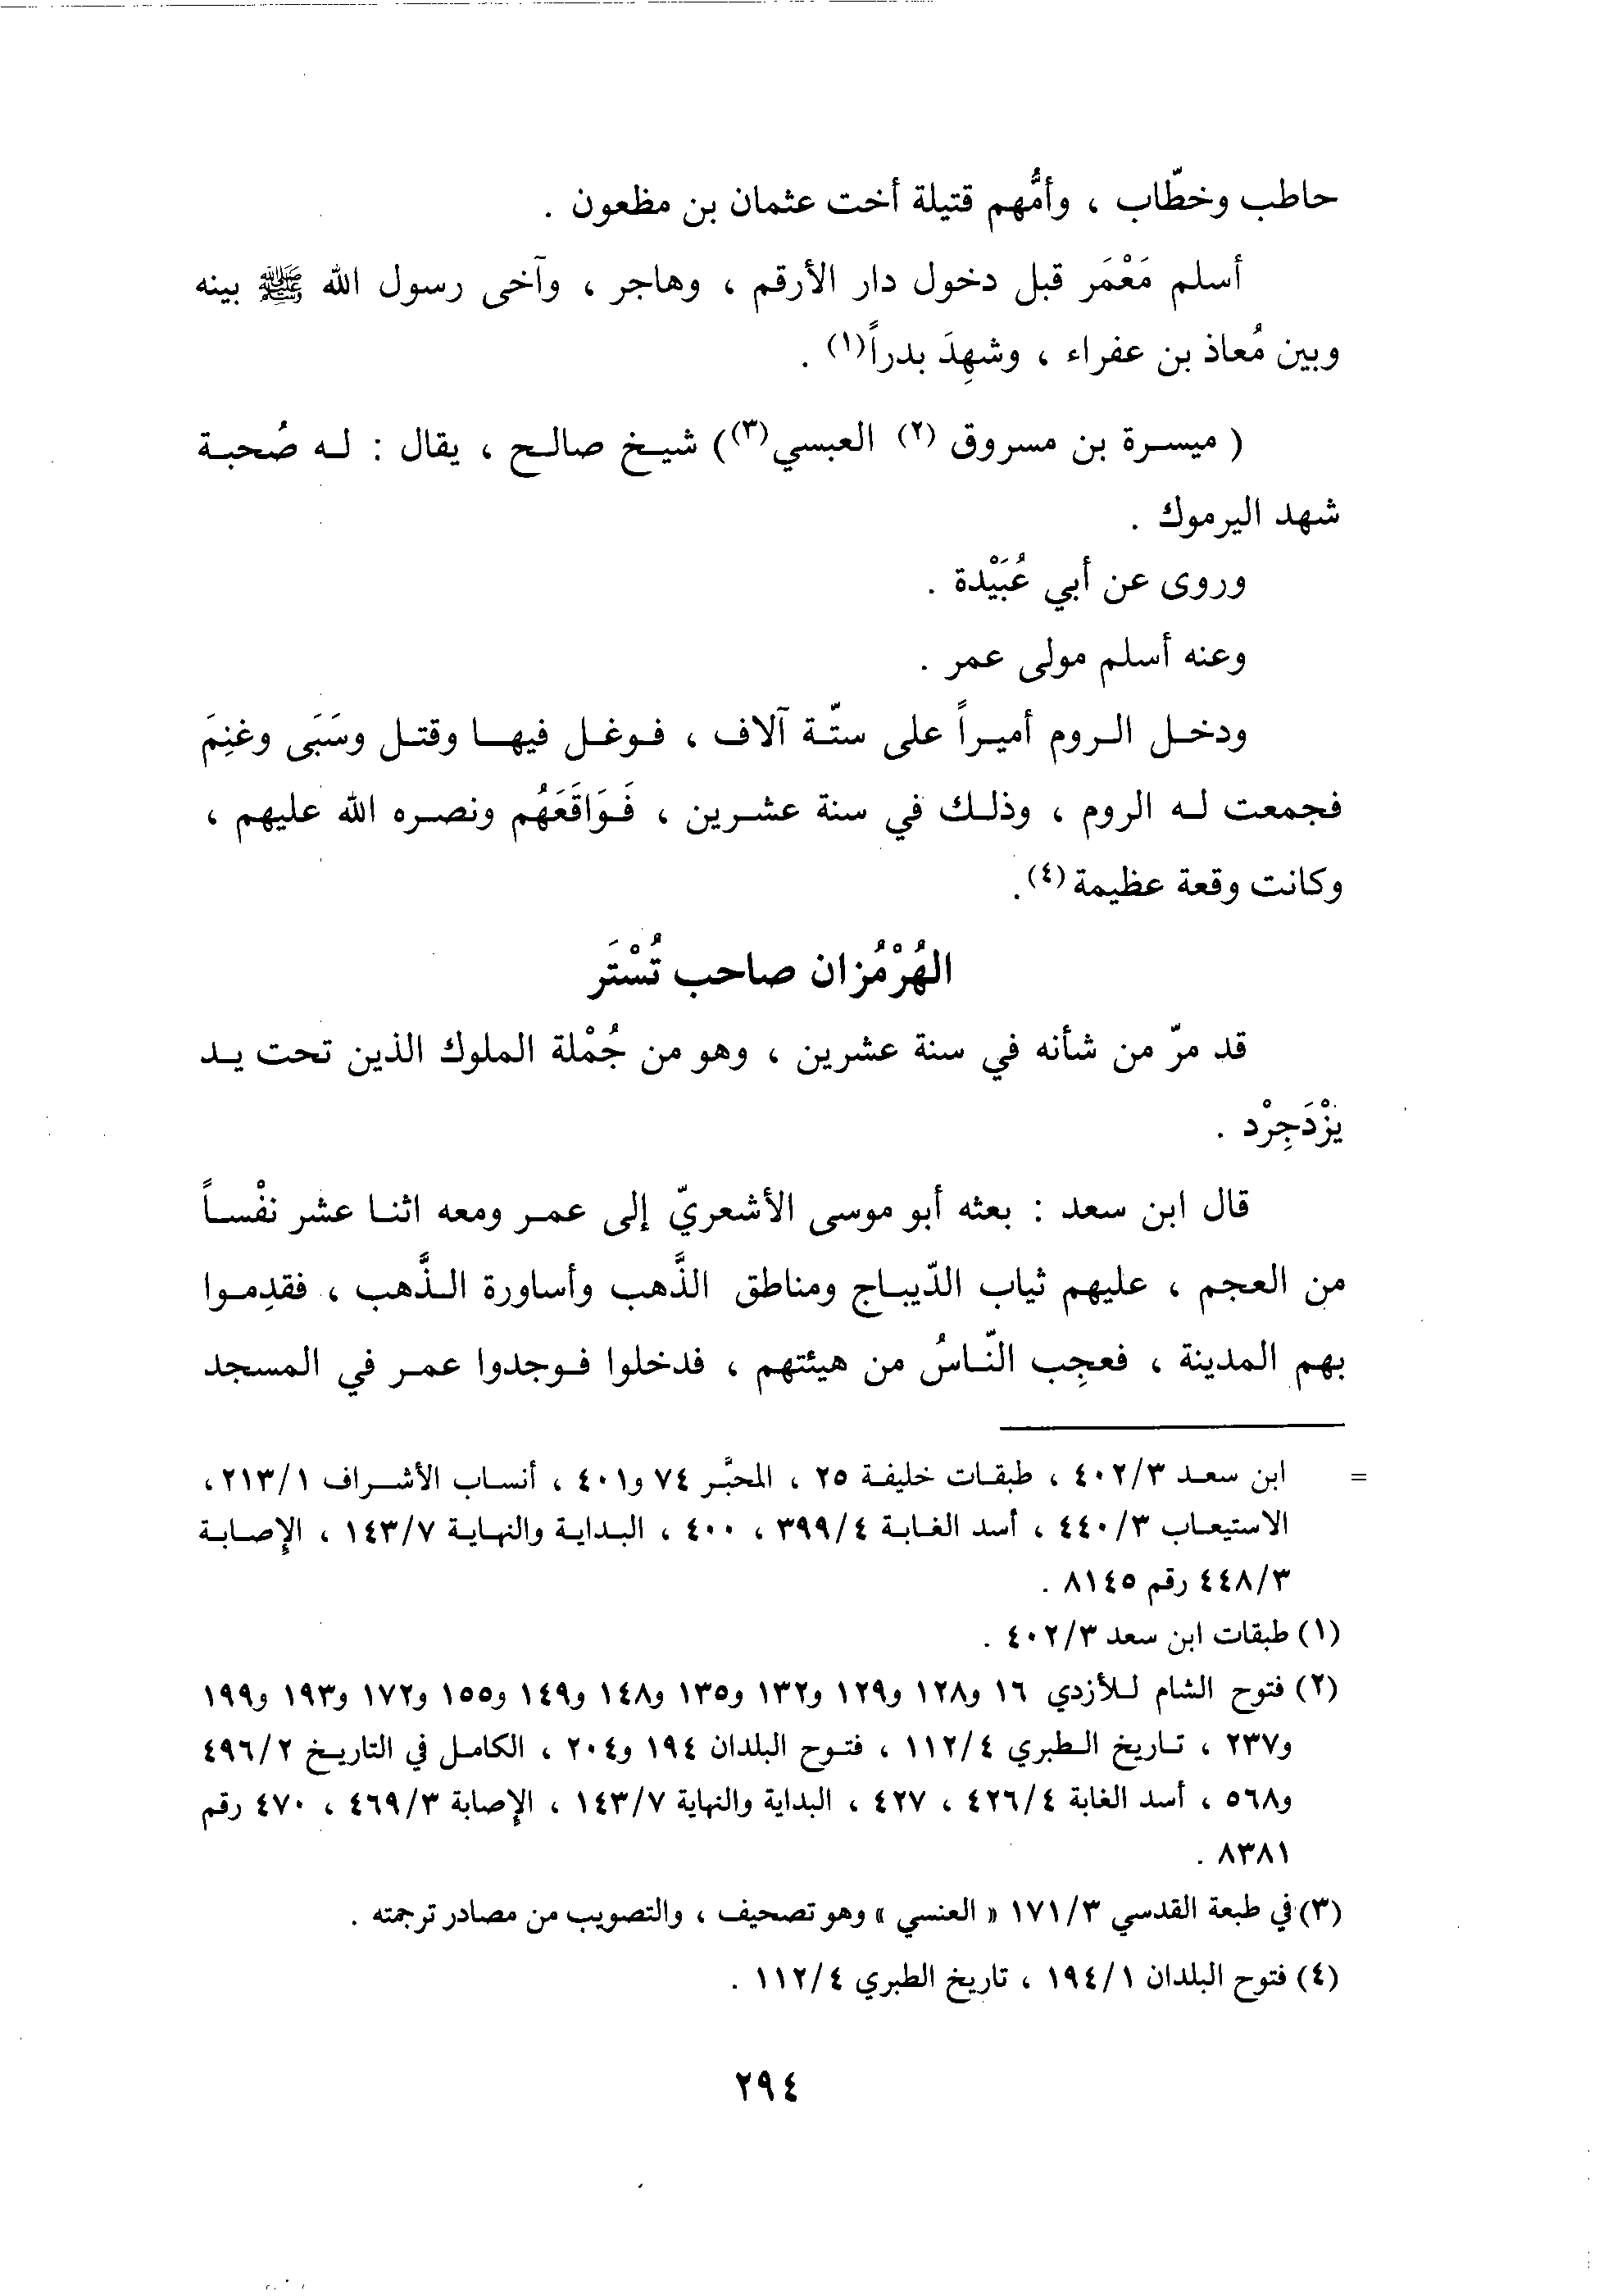 حاطب وخطّاب ، وأمُّهم قتيلة أخت عثمان بن مظعون .
أسلم مَعْمَر قبل دخول دار الأرقم ، وهاجر ، وآخى رسول الله ﷺ بينه
وبين مُعاذ بن عفراء ، وشهِدَ بدراً(١) .
( ميسرة بن مسروق (٢) العبسي(٣)) شيخ صالح ، يقال : له صُحبة
شهد اليرموك .
وروى عن أبي عُبَيْدة .
وعنه أسلم مولى عمر .
ودخل الروم أميراً على ستّة آلاف ، فوغل فيها وقتل وسَبَى وغنِمَ
فجمعت له الروم ، وذلك في سنة عشرين ، فَوَاقَعَهُم ونصره الله عليهم ،
وكانت وقعة عظيمة(٤).
الهُرْمُزان صاحب تُسْتَر
قد مرّ من شأنه في سنة عشرين ، وهو من جُمْلة الملوك الذين تحت يد
يزْدَجِرْد .
قال ابن سعد : بعثه أبو موسى الأشعريّ إلى عمر ومعه اثنا عشر نفْساً
من العجم ، عليهم ثياب الدّيباج ومناطق الذَّهب وأساورة الذَّهب ، فقدِموا
بهم المدينة ، فعجِب النّاسُ من هيئتهم ، فدخلوا فوجدوا عمر في المسجد
= ابن سعد ٤٠٢/٣ ، طبقات خليفة ٢٥ ، المحبَّر ٧٤ و٤٠١ ، أنساب الأشراف ٢١٣/١ ،
الاستيعاب ٤٤٠/٣ ، أسد الغابة ٣٩٩/٤ ، ٤٠٠ ، البداية والنهاية ١٤٣/٧ ، الإصابة
٤٤٨/٣ رقم ٨١٤٥ .
(١) طبقات ابن سعد ٤٠٢/٣ .
(٢) فتوح الشام للأزدي ١٦ و١٢٨ و١٢٩ و١٣٢ و١٣٥ و١٤٨ و١٤٩ و١٥٥ و١٧٢ و١٩٣ و١٩٩
و٢٣٧ ، تاريخ الطبري ١١٢/٤ ، فتوح البلدان ١٩٤ و٢٠٤ ، الكامل في التاريخ ٤٩٦/٢
و٥٦٨ ، أسد الغابة ٤٢٦/٤ ، ٤٢٧ ، البداية والنهاية ١٤٣/٧ ، الإصابة ٤٦٩/٣ ، ٤٧٠ رقم
٨٣٨١ .
(٣) في طبعة القدسي ١٧١/٣ « العنسي » وهو تصحيف ، والتصويب من مصادر ترجمته .
(٤) فتوح البلدان ١٩٤/١ ، تاريخ الطبري ١١٢/٤ .
٢٩٤